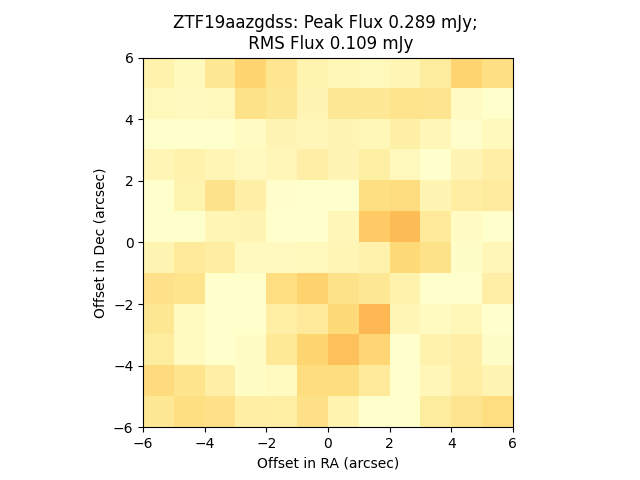 ZTF19aazgdss: Peak Flux 0.289 mJy;
RMS Flux 0.109 mJy
6
4
2
0
−2
−4
−6
Offset in Dec (arcsec)
−6 −4 −2 0 2 4 6
Offset in RA (arcsec)